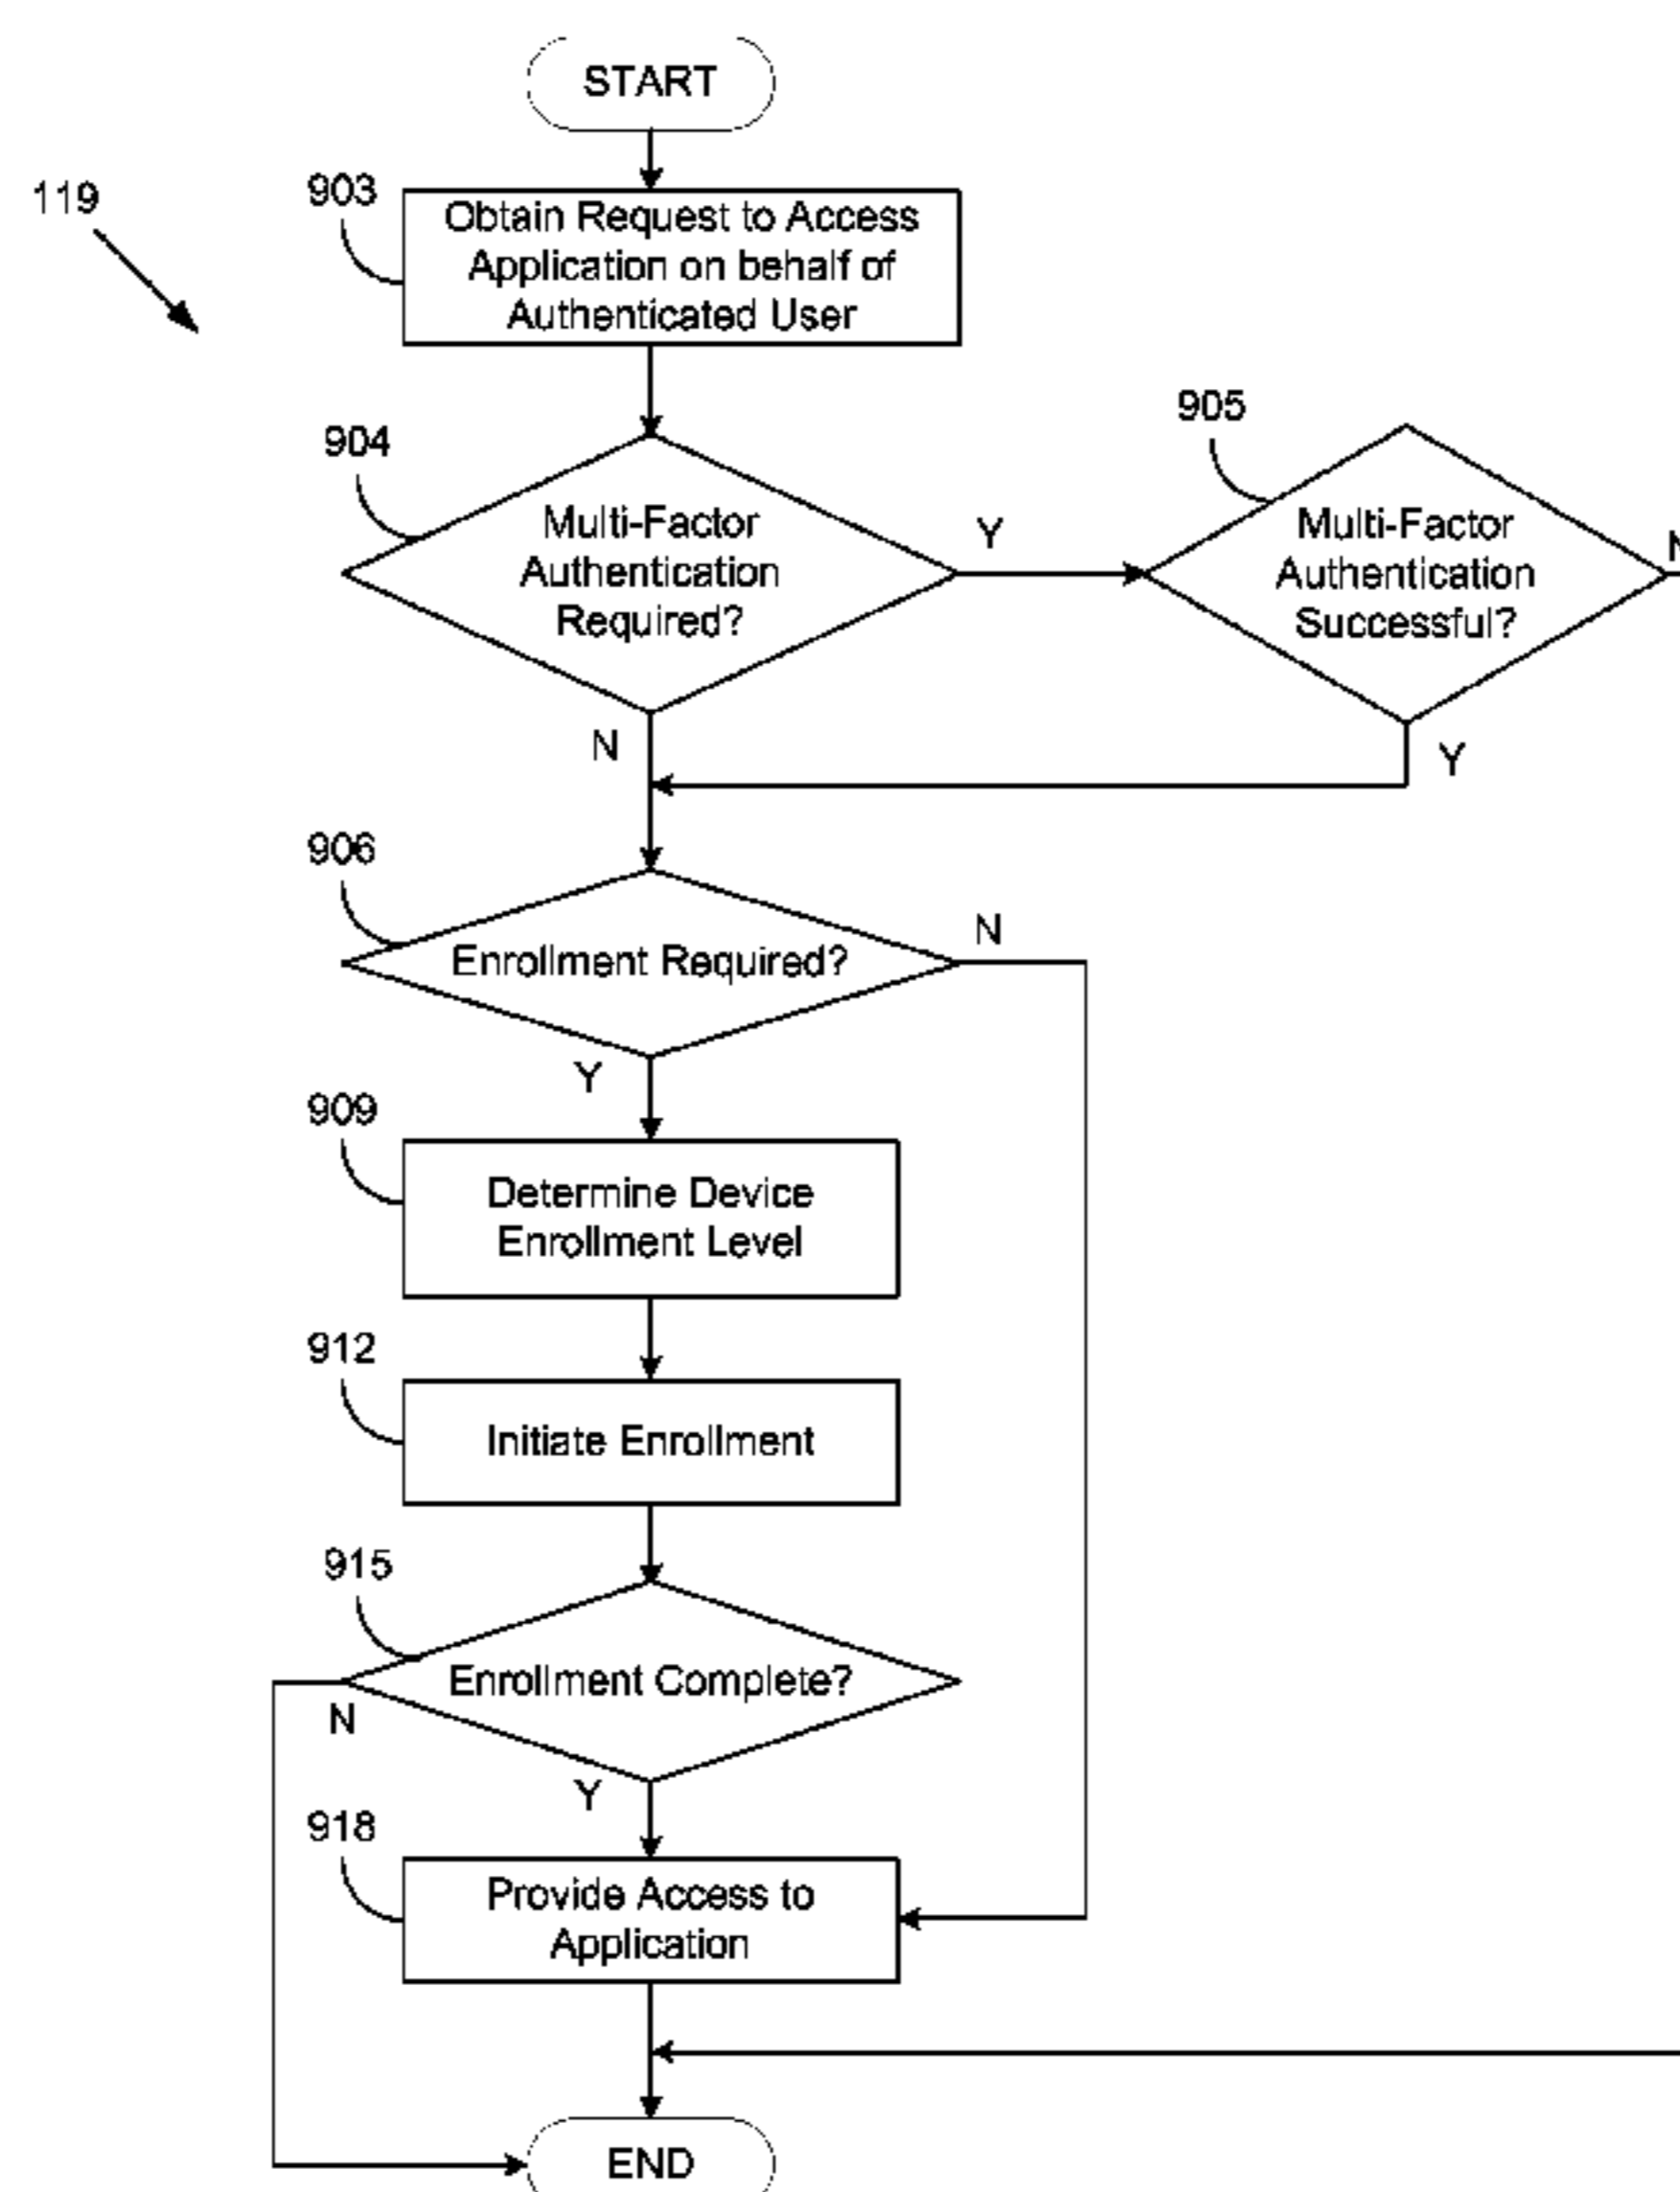 START
119
903
Obtain Request to Access
Application on behalf of
Authenticated User
904
Multi-Factor
Authentication
Required?
Y
905
Multi-Factor
Authentication
Successful?
N
N
Y
906
Enrollment Required?
N
Y
909
Determine Device
Enrollment Level
912
Initiate Enrollment
915
Enrollment Complete?
N
Y
918
Provide Access to
Application
END